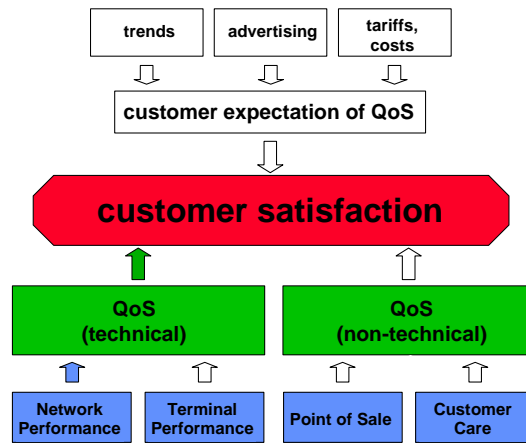 trends
advertising
tariffs,
costs
customer expectation of QoS
customer satisfaction
QoS
(technical)
QoS
(non-technical)
Network
Performance
Terminal
Performance
Point of Sale
Customer
Care